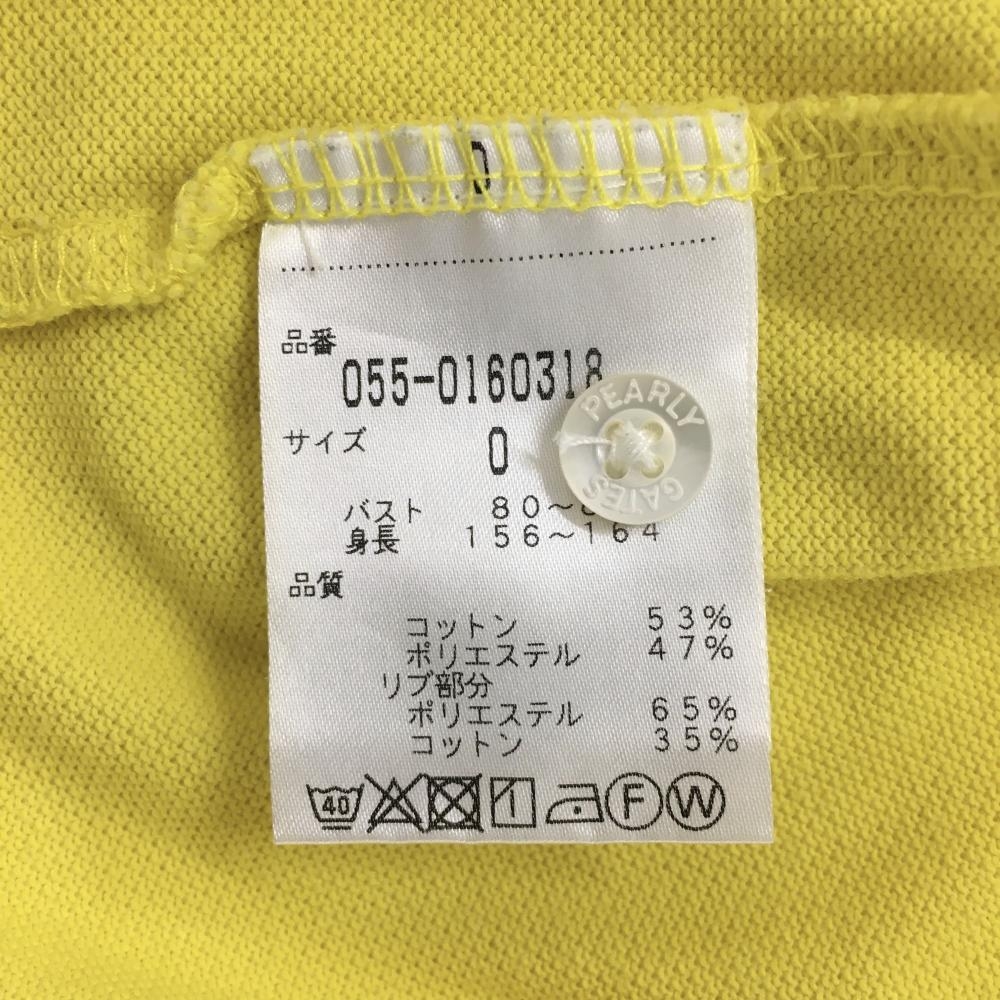 品番
055-0160318
サイズ 0
バスト 80～
身長 156～164
品質
コットン 53%
ポリエステル 47%
リブ部分
ポリエステル 65%
コットン 35%
40 F W
PEARLY
GATES